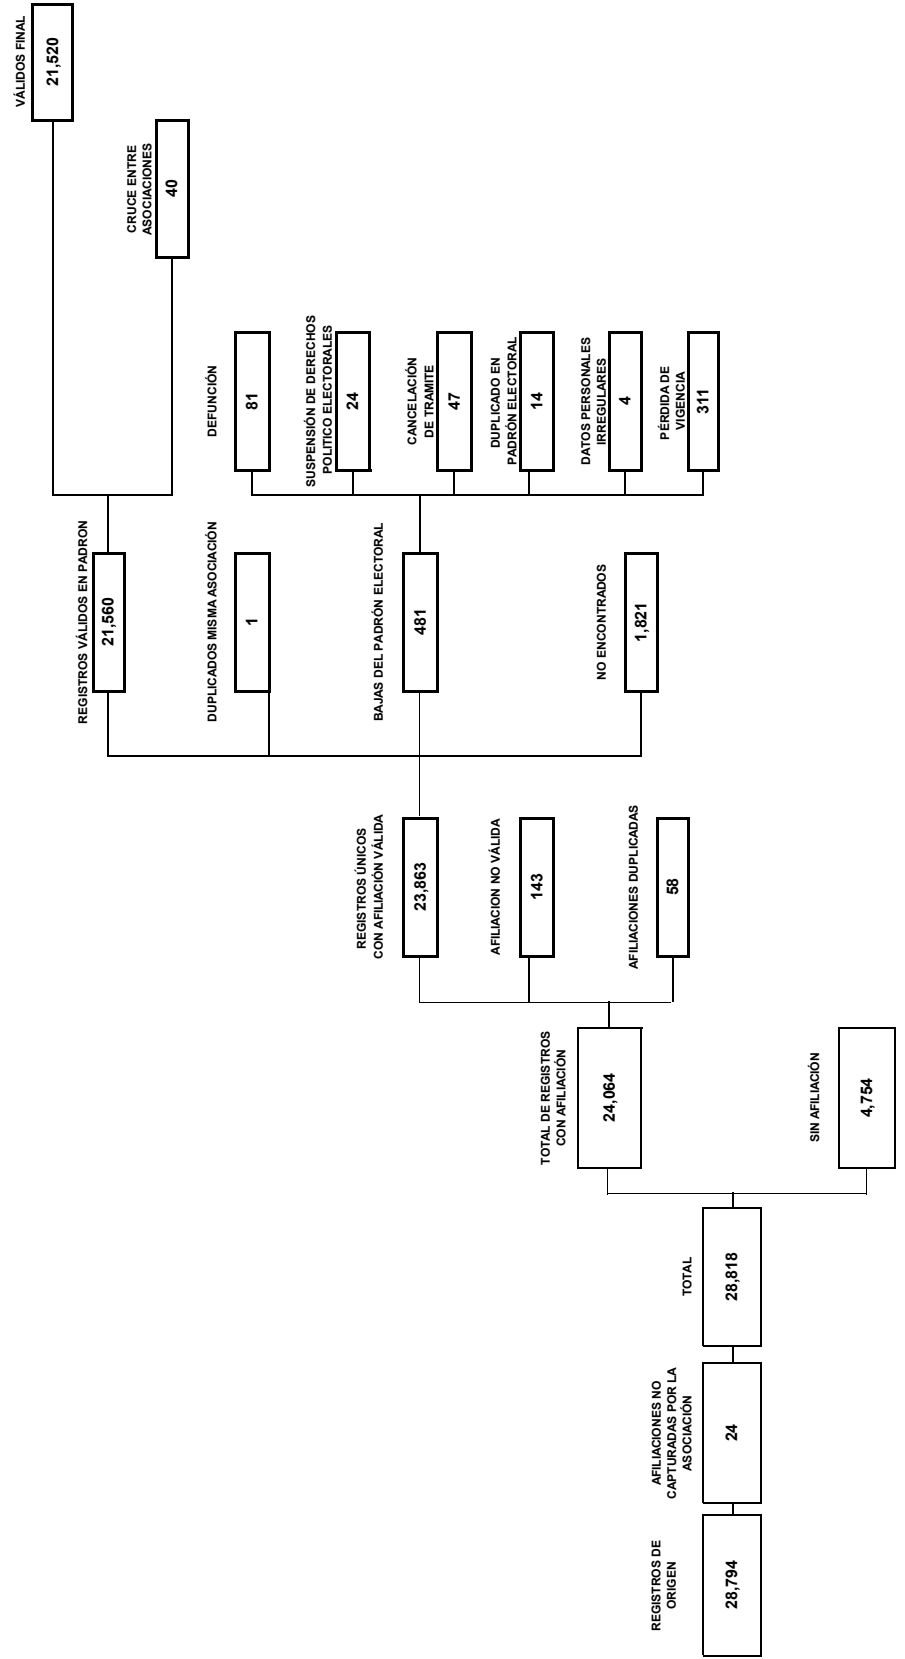 REGISTROS DE
ORIGEN
28,794
AFILIACIONES NO
CAPTURADAS POR LA
ASOCIACIÓN
24
TOTAL
28,818
TOTAL DE REGISTROS
CON AFILIACIÓN
24,064
SIN AFILIACIÓN
4,754
REGISTROS ÚNICOS
CON AFILIACIÓN VÁLIDA
23,863
AFILIACION NO VÁLIDA
143
AFILIACIONES DUPLICADAS
58
REGISTROS VÁLIDOS EN PADRON
21,560
DUPLICADOS MISMA ASOCIACIÓN
1
BAJAS DEL PADRÓN ELECTORAL
481
NO ENCONTRADOS
1,821
DEFUNCIÓN
81
SUSPENSIÓN DE DERECHOS
POLITICO ELECTORALES
24
CANCELACIÓN
DE TRAMITE
47
DUPLICADO EN
PADRÓN ELECTORAL
14
DATOS PERSONALES
IRREGULARES
4
PÉRDIDA DE
VIGENCIA
311
CRUCE ENTRE
ASOCIACIONES
40
VÁLIDOS FINAL
21,520